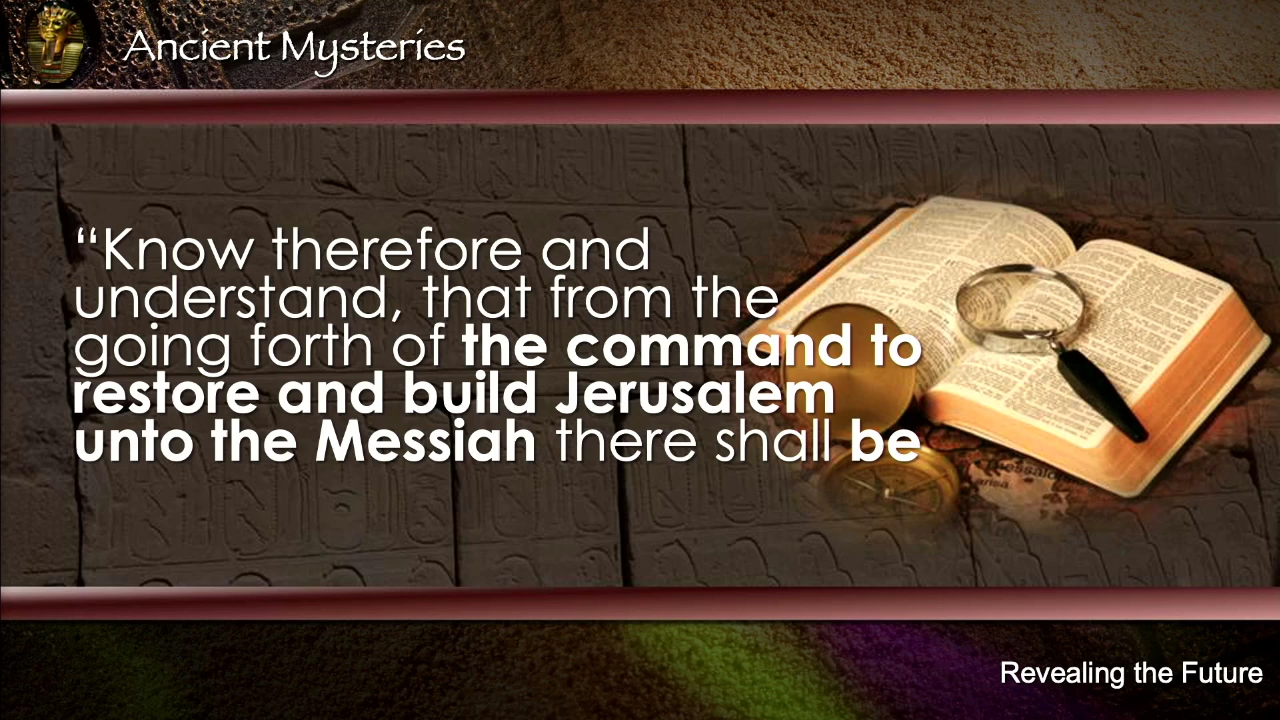 Ancient Mysteries
“Know therefore and
understand, that from the
going forth of the command to
restore and build Jerusalem
unto the Messiah there shall be
Revealing the Future